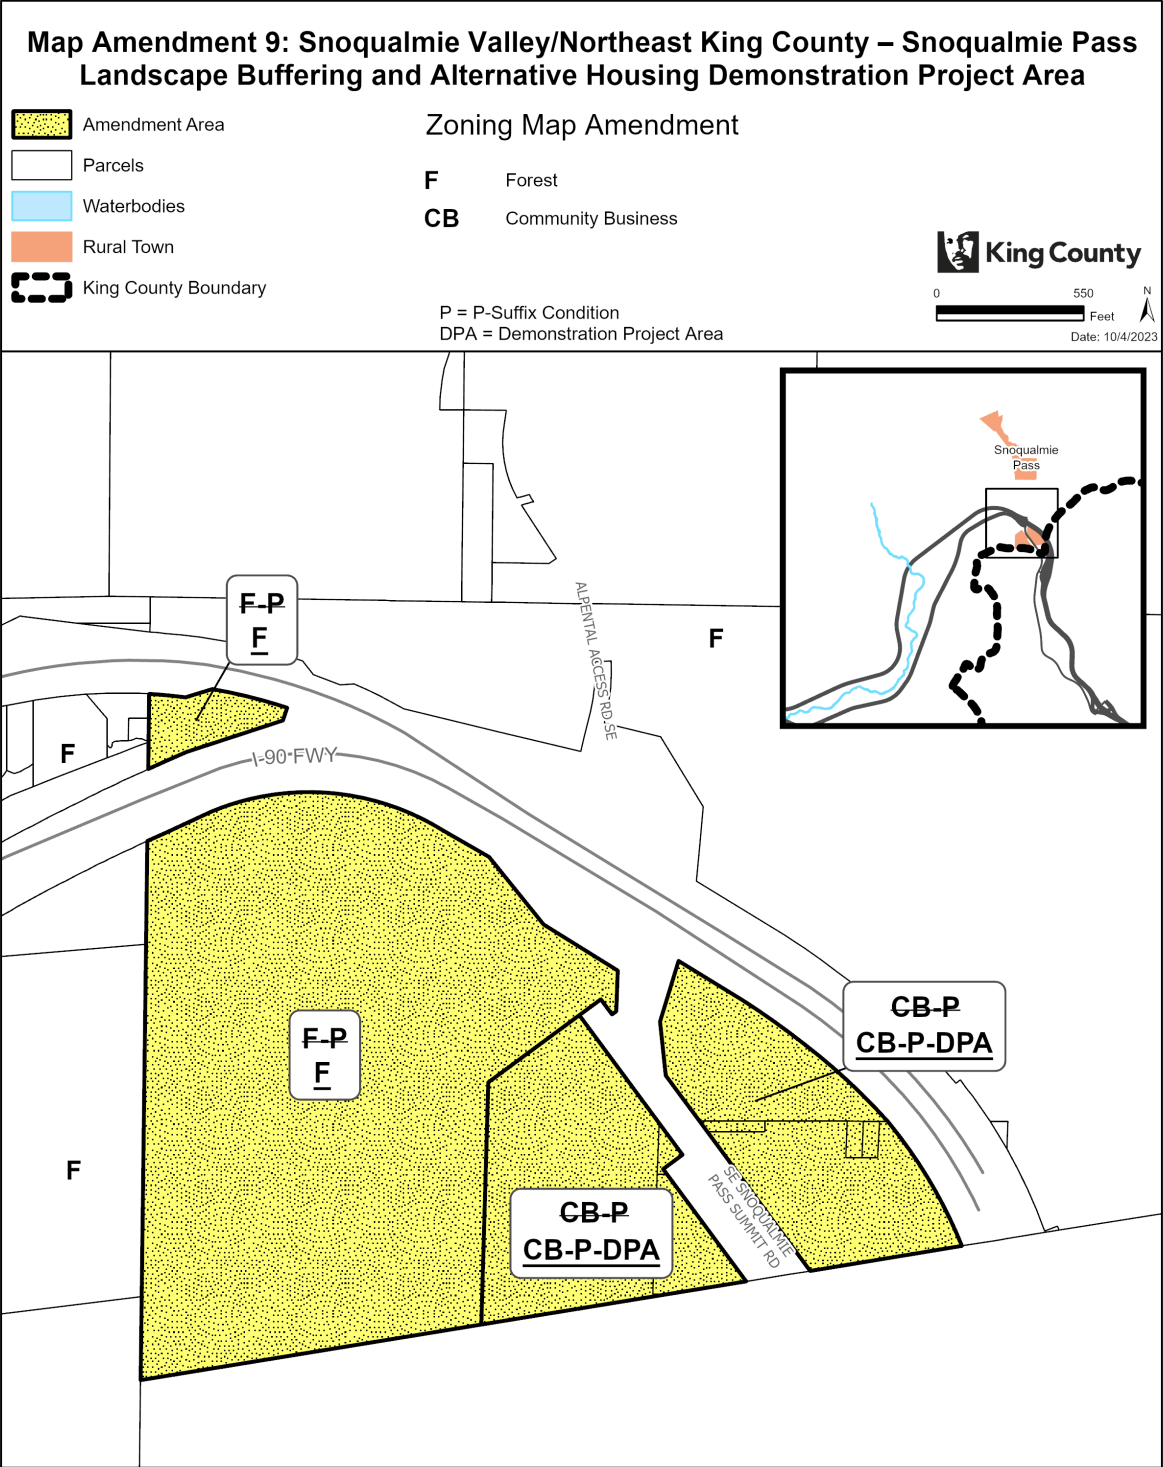 Map Amendment 9: Snoqualmie Valley/Northeast King County – Snoqualmie Pass
Landscape Buffering and Alternative Housing Demonstration Project Area
Amendment Area
Parcels
Waterbodies
Rural Town
King County Boundary
Zoning Map Amendment
F Forest
CB Community Business
P = P-Suffix Condition
DPA = Demonstration Project Area
King County
0 550
Feet
N
Date: 10/4/2023
Snoqualmie
Pass
F-P
F
ALPENTAL ACCESS RD SE
F
F
I-90 FWY
CB-P
CB-P-DPA
F-P
F
F
SE SNOQUALMIE
PASS SUMMIT RD
CB-P
CB-P-DPA